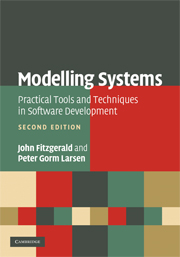 Modelling Systems
Practical Tools and Techniques
in Software Development
SECOND EDITION
John Fitzgerald and
Peter Gorm Larsen
CAMBRIDGE